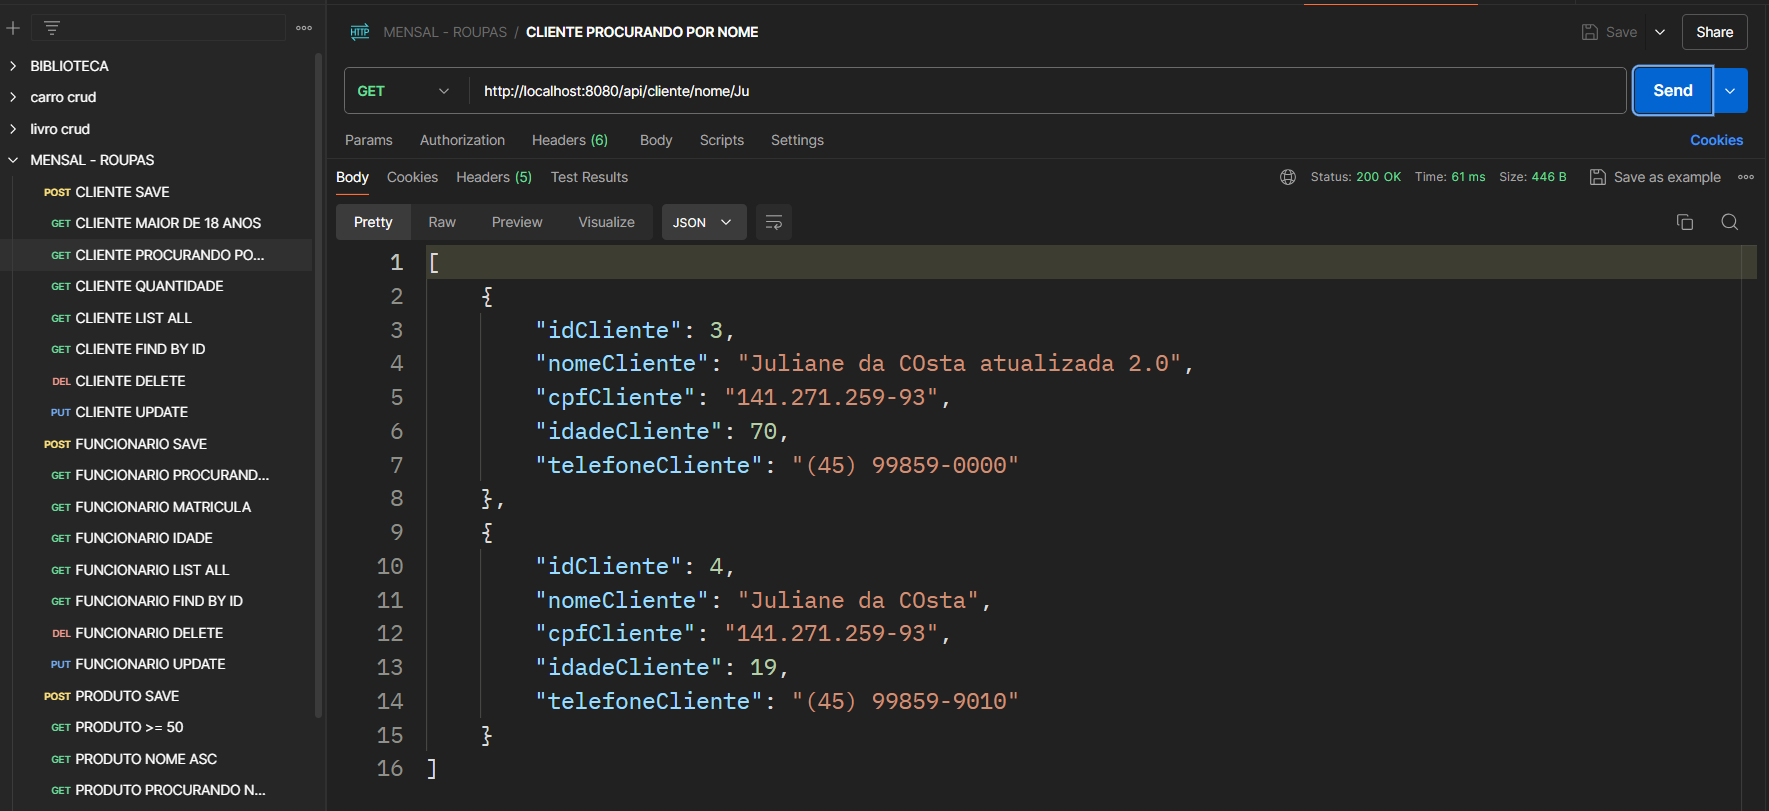 MENSAL - ROUPAS / CLIENTE PROCURANDO POR NOME
Save
Share
BIBLIOTECA
carro crud
livro crud
MENSAL - ROUPAS
POST CLIENTE SAVE
GET CLIENTE MAIOR DE 18 ANOS
GET CLIENTE PROCURANDO PO...
GET CLIENTE QUANTIDADE
GET CLIENTE LIST ALL
GET CLIENTE FIND BY ID
DEL CLIENTE DELETE
PUT CLIENTE UPDATE
POST FUNCIONARIO SAVE
GET FUNCIONARIO PROCURAND...
GET FUNCIONARIO MATRICULA
GET FUNCIONARIO IDADE
GET FUNCIONARIO LIST ALL
GET FUNCIONARIO FIND BY ID
DEL FUNCIONARIO DELETE
PUT FUNCIONARIO UPDATE
POST PRODUTO SAVE
GET PRODUTO >= 50
GET PRODUTO NOME ASC
GET PRODUTO PROCURANDO N...
HTTP
GET http://localhost:8080/api/cliente/nome/Ju
Send
Params Authorization Headers (6) Body Scripts Settings Cookies
Body Cookies Headers (5) Test Results Status: 200 OK Time: 61 ms Size: 446 B Save as example
Pretty Raw Preview Visualize JSON
1 [
2 {
3 "idCliente": 3,
4 "nomeCliente": "Juliane da COsta atualizada 2.0",
5 "cpfCliente": "141.271.259-93",
6 "idadeCliente": 70,
7 "telefoneCliente": "(45) 99859-0000"
8 },
9 {
10 "idCliente": 4,
11 "nomeCliente": "Juliane da COsta",
12 "cpfCliente": "141.271.259-93",
13 "idadeCliente": 19,
14 "telefoneCliente": "(45) 99859-9010"
15 }
16 ]